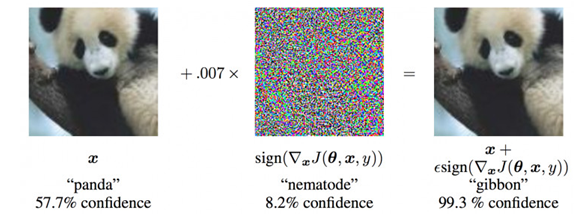 + .007 ×
=
x
sign(∇ₓJ(θ, x, y))
x +
ϵsign(∇ₓJ(θ, x, y))
“panda”
“nematode”
“gibbon”
57.7% confidence
8.2% confidence
99.3 % confidence